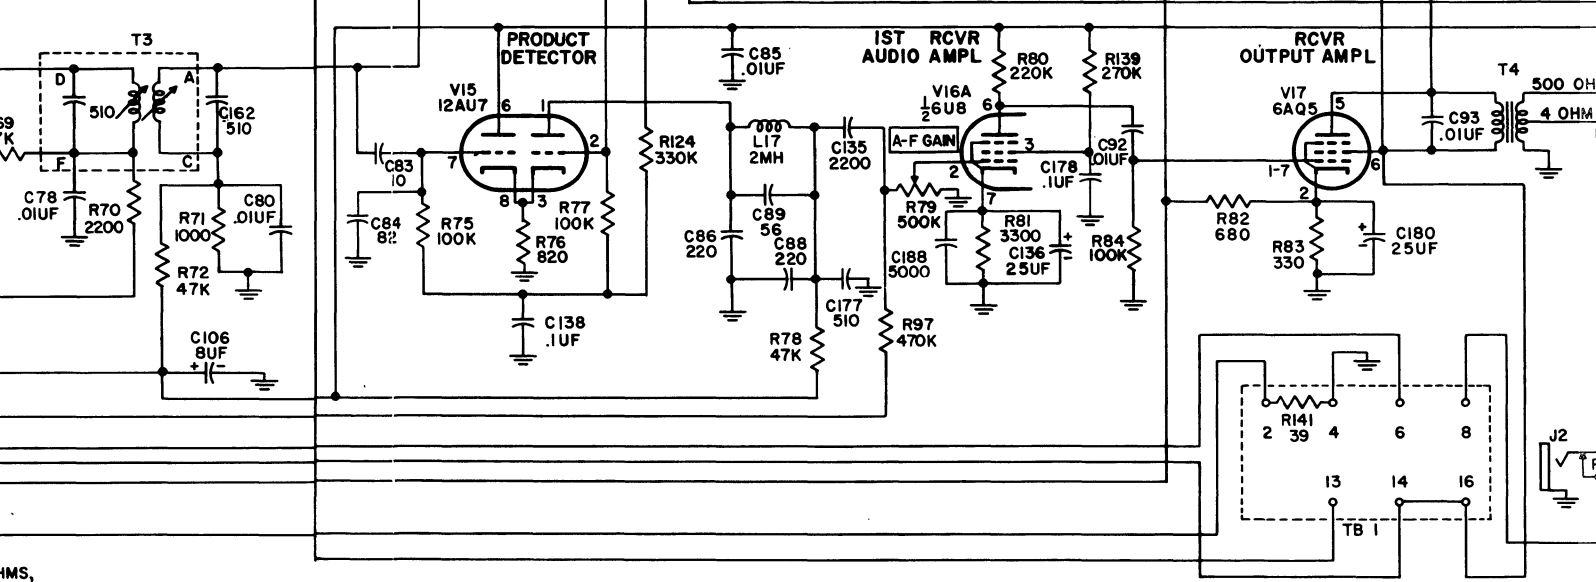 T3
D
A
510
C162
510
F
C
C78
.01UF
R70
2200
R71
1000
C80
.01UF
R72
47K
C106
8UF
+
-
HMS,
PRODUCT
DETECTOR
V15
12AU7
6
1
7
2
8
3
C83
10
C84
82
R75
100K
R76
820
R77
100K
R124
330K
C138
.1UF
C85
.01UF
L17
2MH
C135
2200
C89
56
C86
220
C88
220
C177
510
R78
47K
R97
470K
1ST RCVR
AUDIO AMPL
R80
220K
R139
270K
V16A
1/2 6U8
6
A-F GAIN
3
2
7
R79
500K
C178
.1UF
C92
.01UF
R81
3300
C188
5000
C136
25UF
+
-
R84
100K
RCVR
OUTPUT AMPL
V17
6AQ5
5
1-7
6
2
R82
680
R83
330
C180
25UF
+
-
C93
.01UF
T4
500 OH
4 OHM
R141
39
2
4
6
8
13
14
16
TB 1
J2